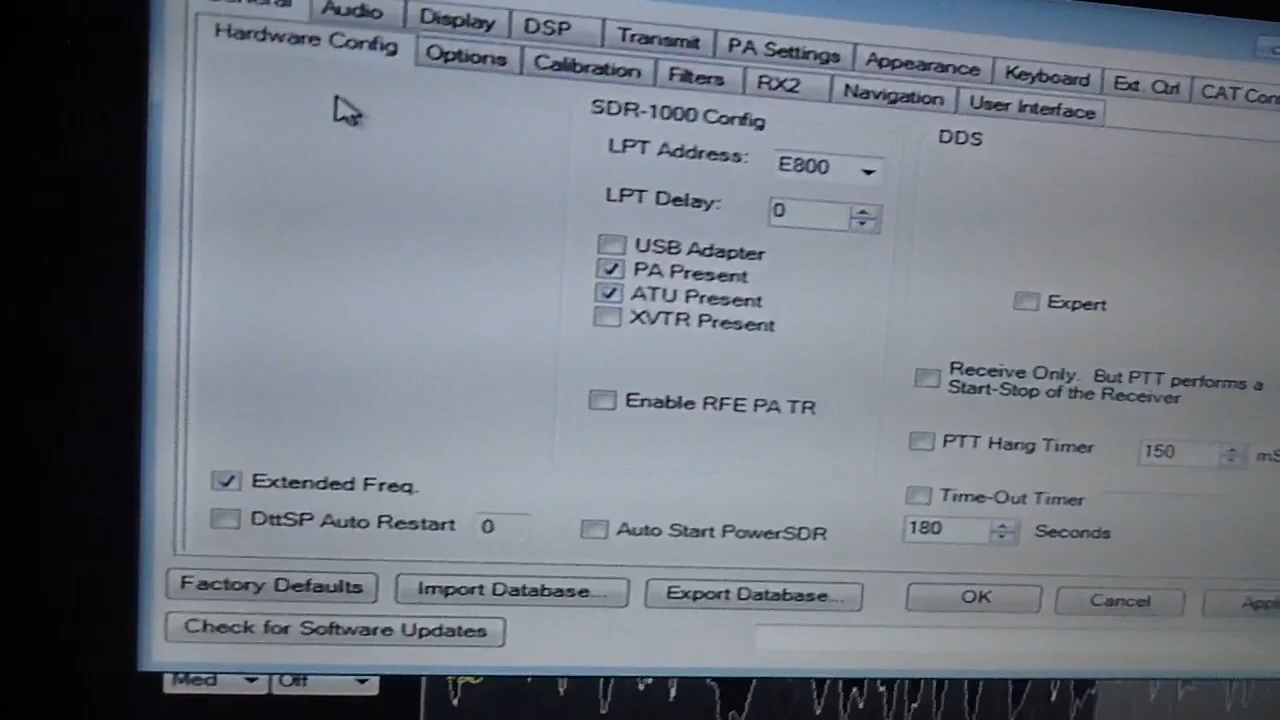 General Audio Display DSP Transmit PA Settings Appearance Keyboard Ext. Ctrl CAT Con
Hardware Config Options Calibration Filters RX2 Navigation User Interface
SDR-1000 Config
DDS
LPT Address: E800
LPT Delay: 0
USB Adapter
PA Present
ATU Present
XVTR Present
Expert
Receive Only. But PTT performs a
Start-Stop of the Receiver
Enable RFE PA TR
PTT Hang Timer 150 mS
Extended Freq.
Time-Out Timer
DttSP Auto Restart 0
Auto Start PowerSDR
180 Seconds
Factory Defaults Import Database... Export Database... OK Cancel Appl
Check for Software Updates
Med Off